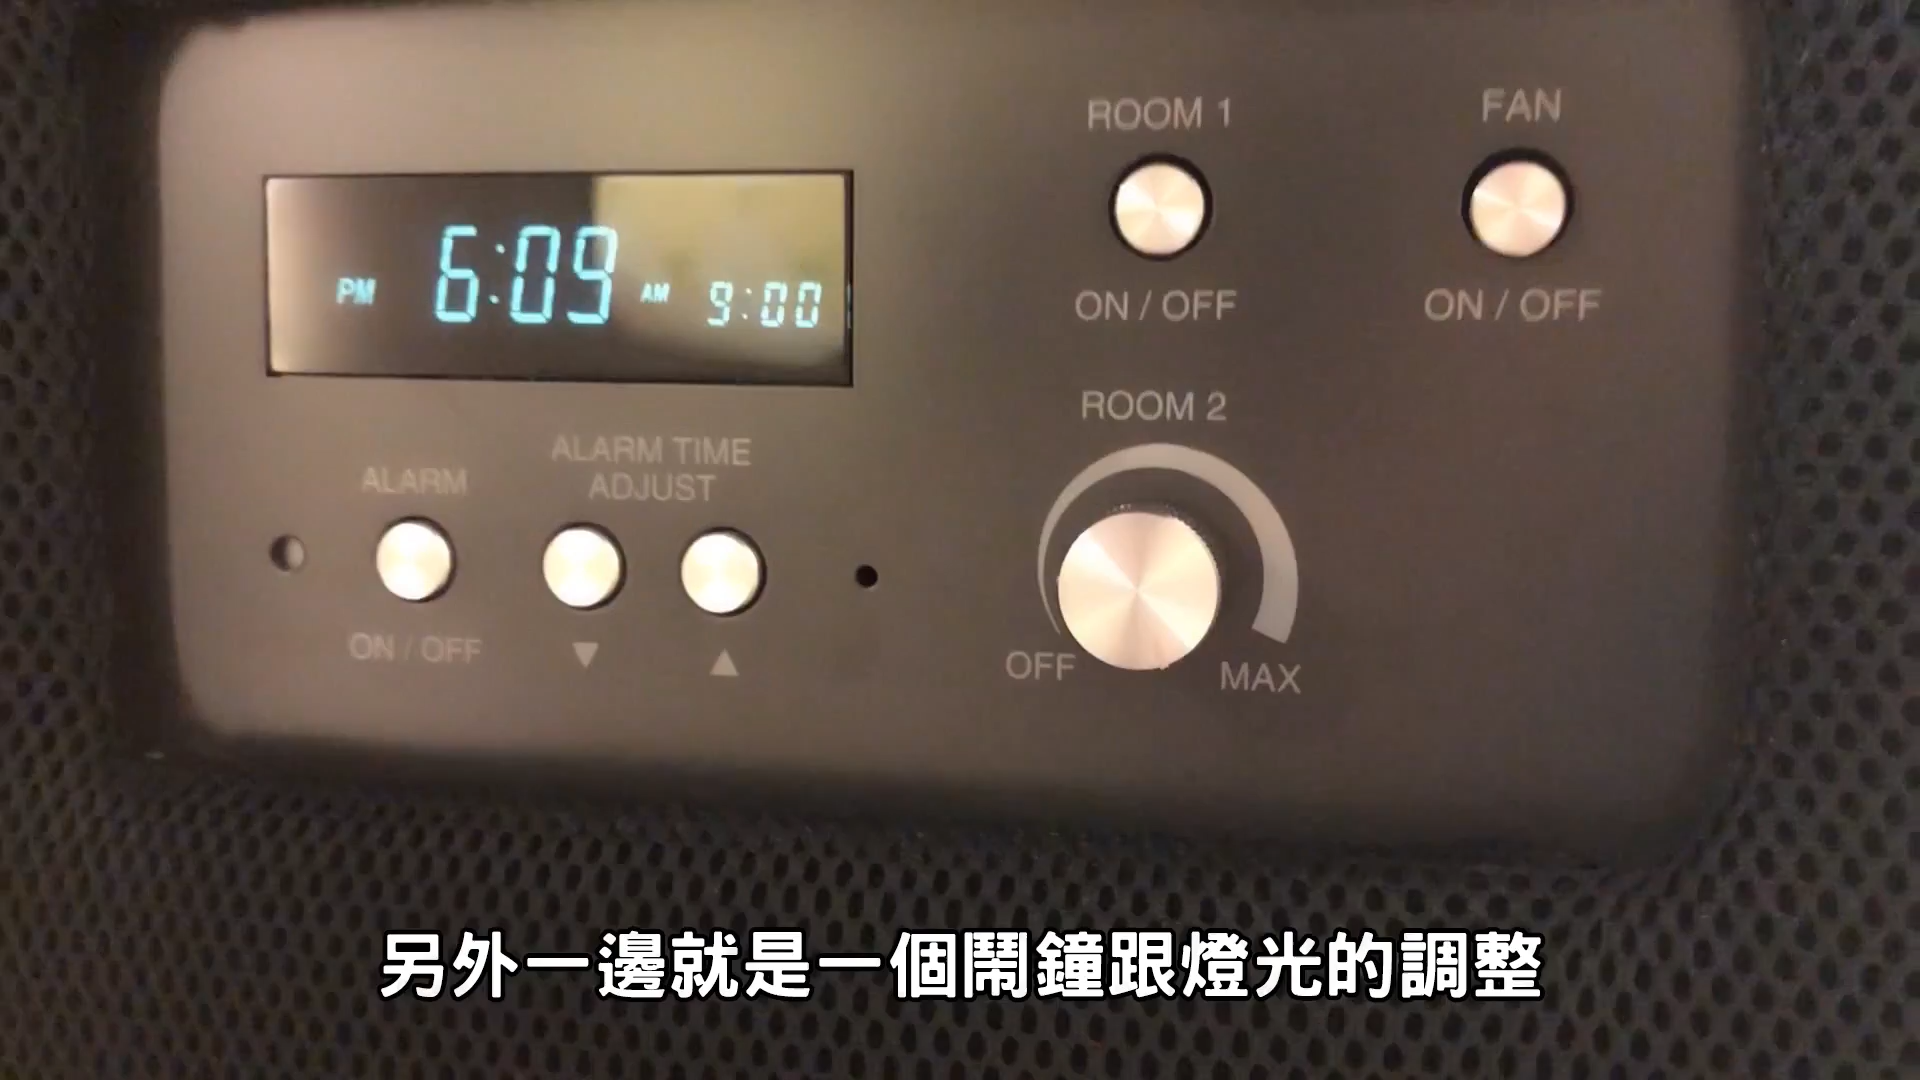 ROOM 1
FAN
PM 6:09 AM 9:00
ON / OFF
ON / OFF
ROOM 2
ALARM TIME
ADJUST
ALARM
ON / OFF
▼
▲
OFF
MAX
另外一邊就是一個鬧鐘跟燈光的調整